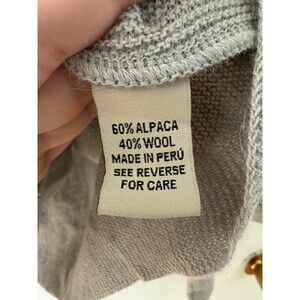 60% ALPACA
40% WOOL
MADE IN PERÚ
SEE REVERSE
FOR CARE